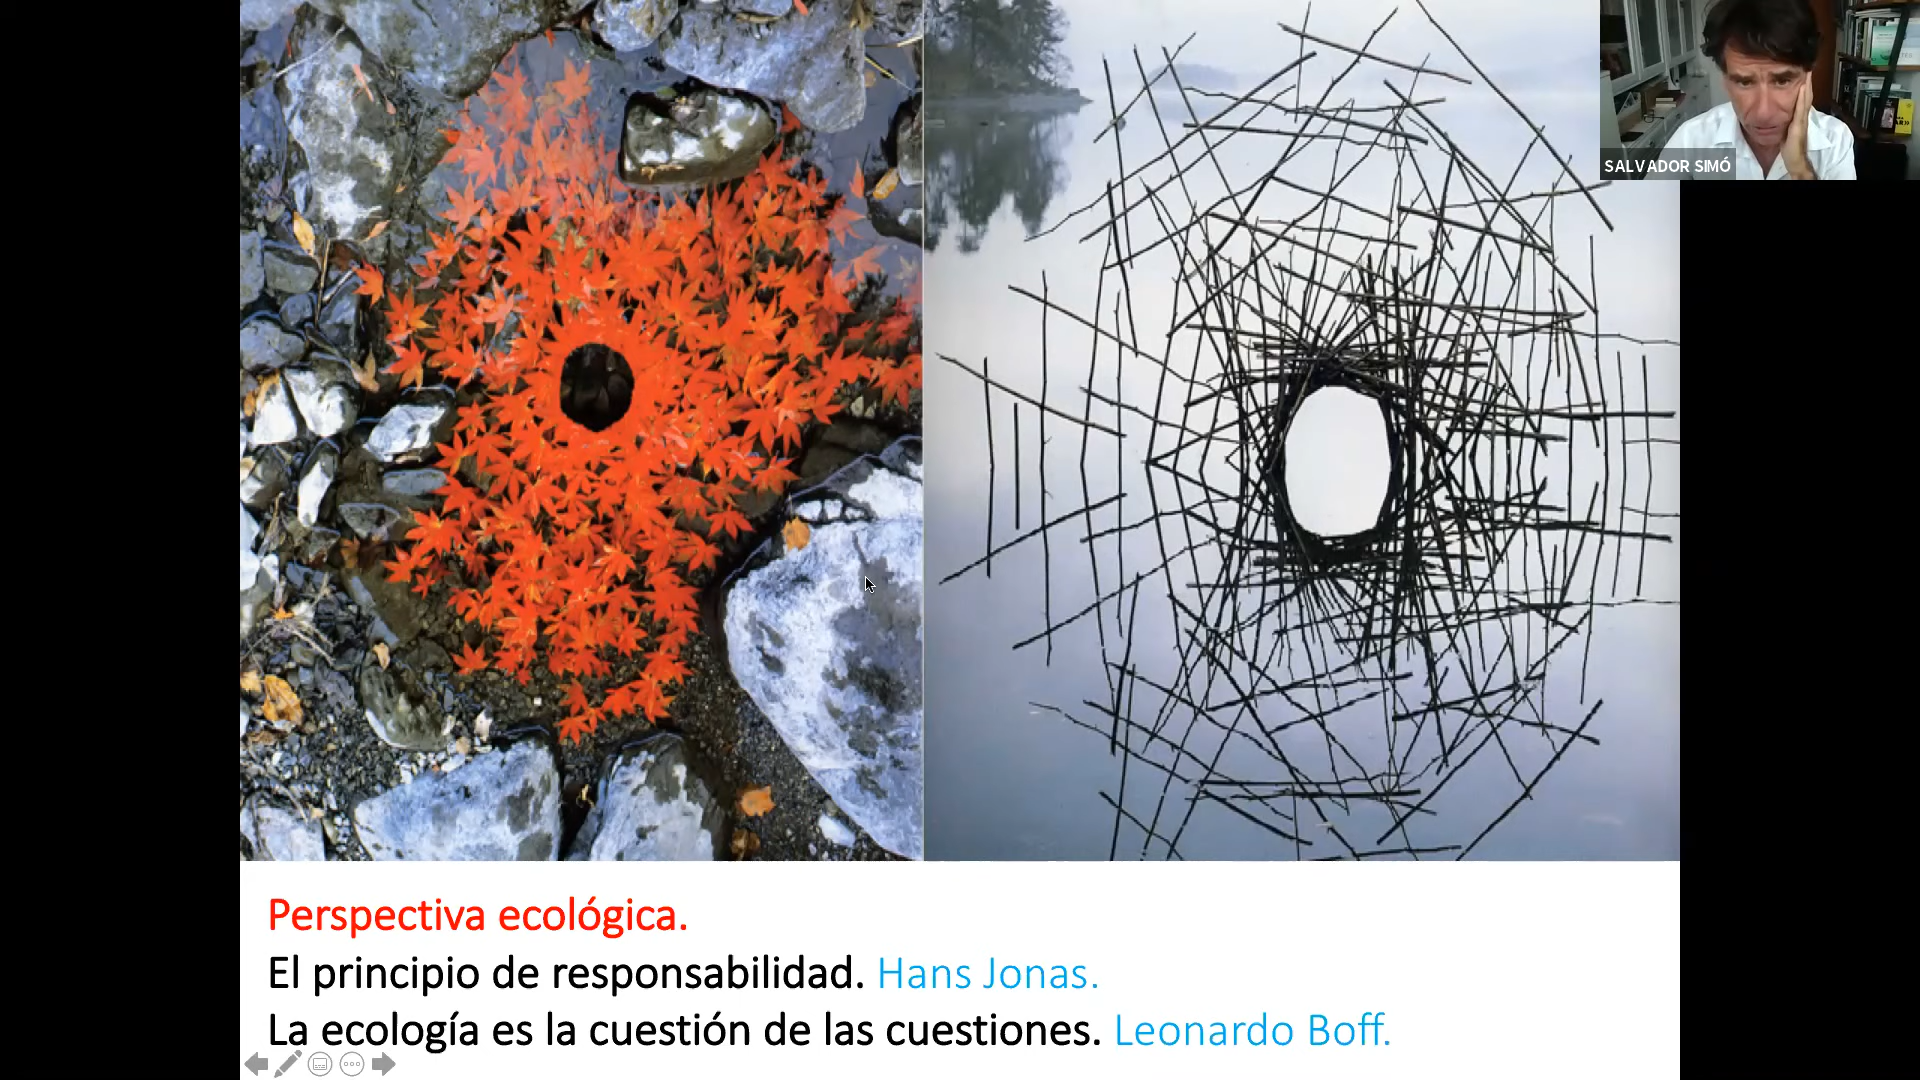 SALVADOR SIMÓ
Perspectiva ecológica.
El principio de responsabilidad. Hans Jonas.
La ecología es la cuestión de las cuestiones. Leonardo Boff.